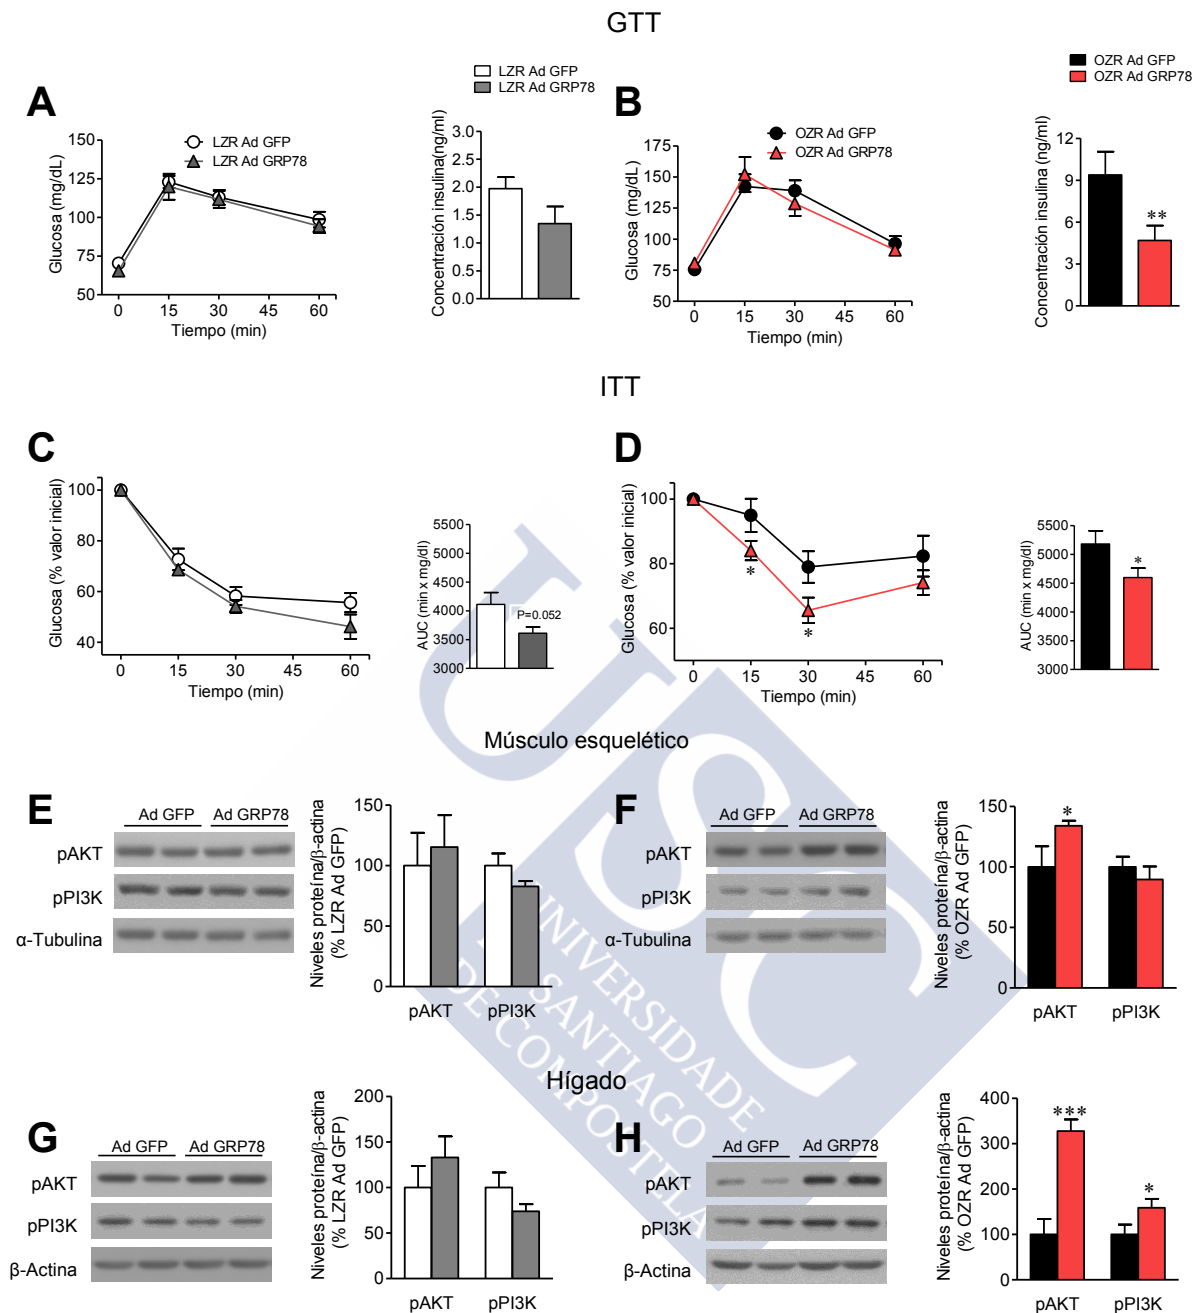 GTT
A
LZR Ad GFP
LZR Ad GRP78
LZR Ad GFP
LZR Ad GRP78
Glucosa (mg/dL)
150
125
100
75
50
0
15
30
45
60
Tiempo (min)
Concentración insulina(ng/ml)
3.0
2.5
2.0
1.5
1.0
0.5
0.0
B
OZR Ad GFP
OZR Ad GRP78
OZR Ad GFP
OZR Ad GRP78
Glucosa (mg/dL)
175
150
125
100
75
50
0
15
30
45
60
Tiempo (min)
Concentración insulina (ng/ml)
12
9
6
3
0
**
ITT
C
Glucosa (% valor inicial)
100
80
60
40
0
15
30
45
60
Tiempo (min)
AUC (min x mg/dl)
5500
5000
4500
4000
3500
3000
P=0.052
D
Glucosa (% valor inicial)
100
80
60
*
*
0
15
30
45
60
Tiempo (min)
AUC (min x mg/dl)
5500
5000
4500
4000
3500
3000
*
Músculo esquelético
E
Ad GFP
Ad GRP78
pAKT
pPI3K
α-Tubulina
Niveles proteína/β-actina
(% LZR Ad GFP)
150
100
50
0
pAKT
pPI3K
F
Ad GFP
Ad GRP78
pAKT
pPI3K
α-Tubulina
Niveles proteína/β-actina
(% OZR Ad GFP)
150
100
50
0
*
pAKT
pPI3K
Hígado
G
Ad GFP
Ad GRP78
pAKT
pPI3K
β-Actina
Niveles proteína/β-actina
(% LZR Ad GFP)
200
150
100
50
0
pAKT
pPI3K
H
Ad GFP
Ad GRP78
pAKT
pPI3K
β-Actina
Niveles proteína/β-actina
(% OZR Ad GFP)
400
300
200
100
0
***
*
pAKT
pPI3K
USC
UNIVERSIDADE
DE SANTIAGO
DE COMPOSTELA